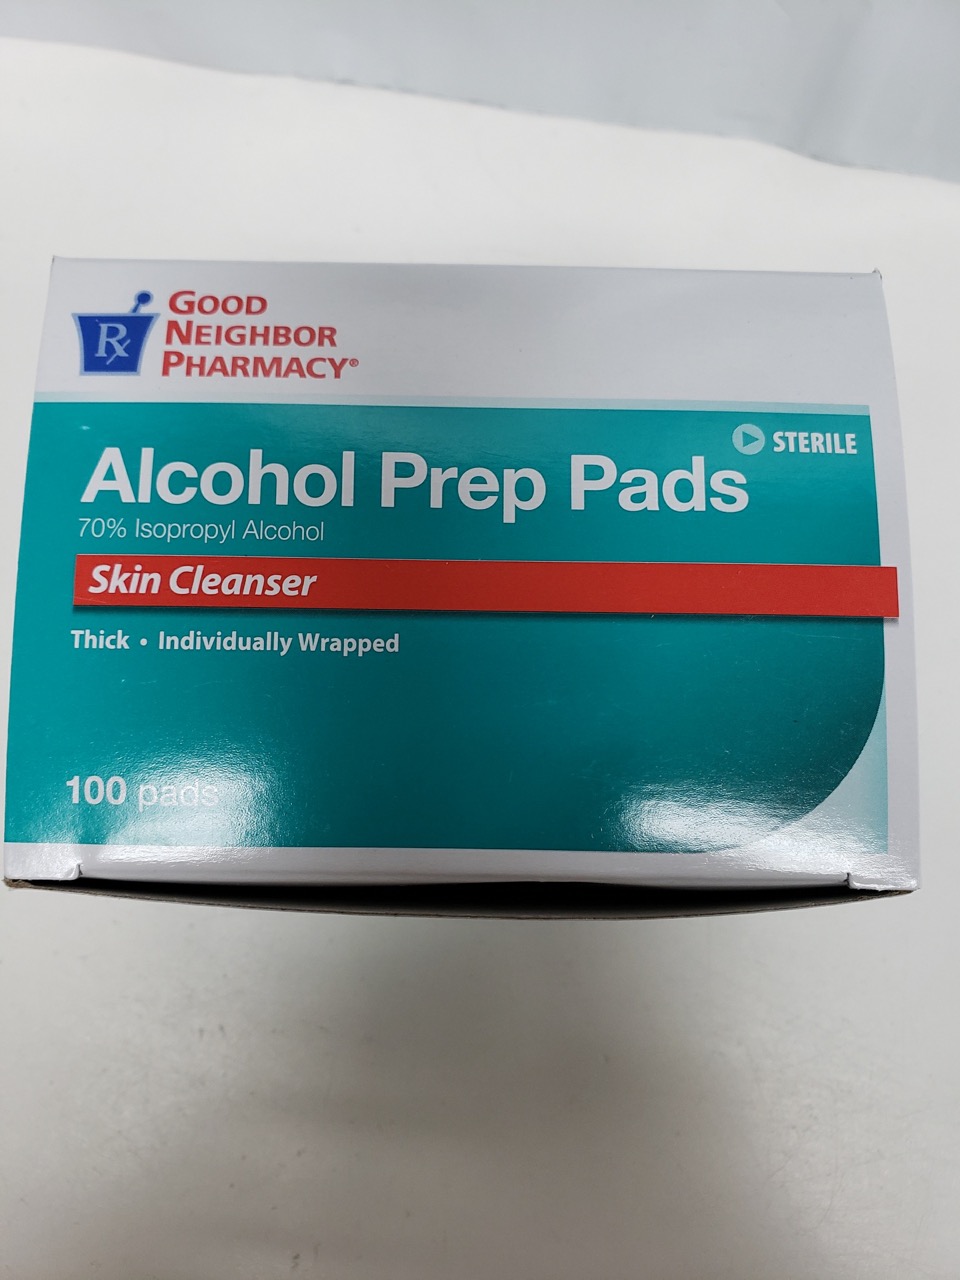 Rx
GOOD
NEIGHBOR
PHARMACY®
STERILE
Alcohol Prep Pads
70% Isopropyl Alcohol
Skin Cleanser
Thick • Individually Wrapped
100 pads